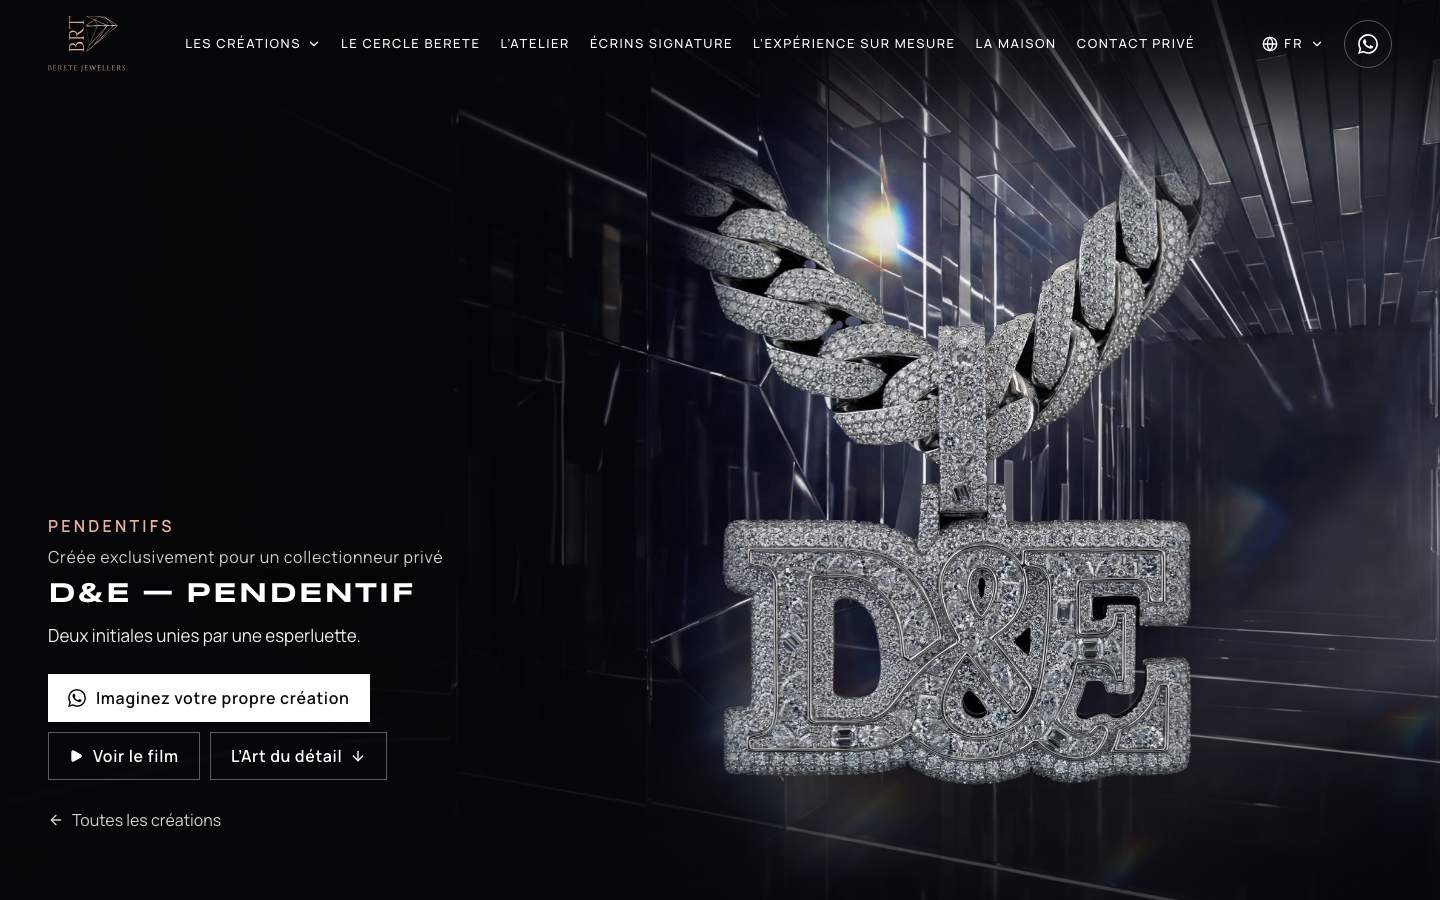 BRT
BERETE JEWELLERS
LES CRÉATIONS
LE CERCLE BERETE
L’ATELIER
ÉCRINS SIGNATURE
L’EXPÉRIENCE SUR MESURE
LA MAISON
CONTACT PRIVÉ
FR
D&E
PENDENTIFS
Créée exclusivement pour un collectionneur privé
D&E — PENDENTIF
Deux initiales unies par une esperluette.
Imaginez votre propre création
Voir le film
L’Art du détail ↓
← Toutes les créations